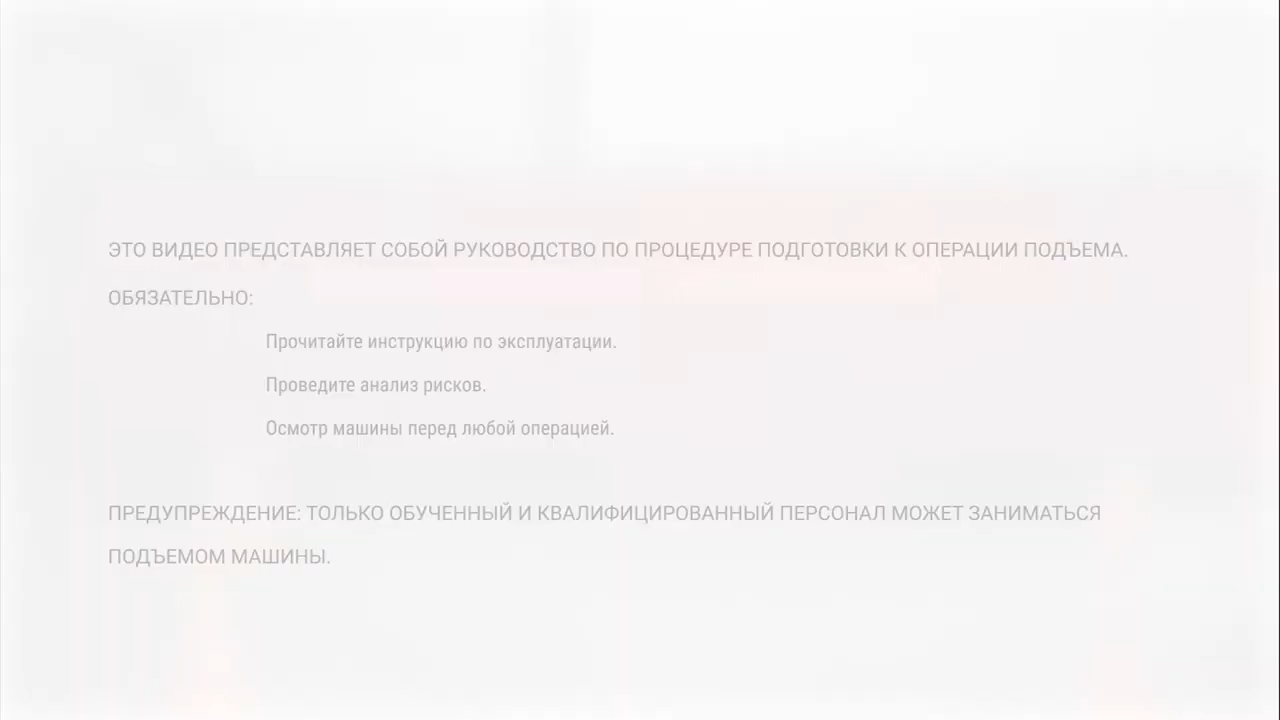 ЭТО ВИДЕО ПРЕДСТАВЛЯЕТ СОБОЙ РУКОВОДСТВО ПО ПРОЦЕДУРЕ ПОДГОТОВКИ К ОПЕРАЦИИ ПОДЪЕМА.
ОБЯЗАТЕЛЬНО:
Прочитайте инструкцию по эксплуатации.
Проведите анализ рисков.
Осмотр машины перед любой операцией.
ПРЕДУПРЕЖДЕНИЕ: ТОЛЬКО ОБУЧЕННЫЙ И КВАЛИФИЦИРОВАННЫЙ ПЕРСОНАЛ МОЖЕТ ЗАНИМАТЬСЯ
ПОДЪЕМОМ МАШИНЫ.